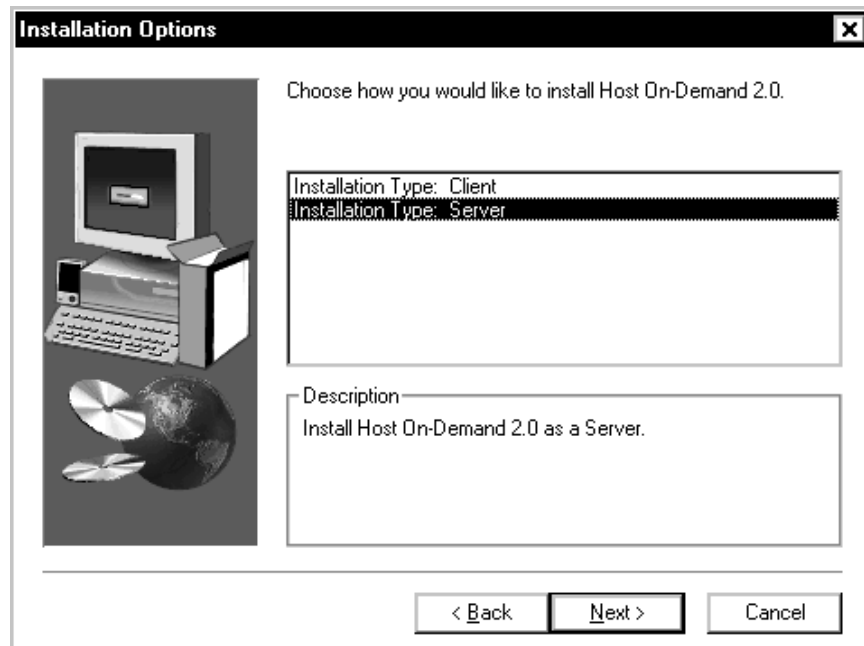 Installation Options
Choose how you would like to install Host On-Demand 2.0.
Installation Type: Client
Installation Type: Server
Description
Install Host On-Demand 2.0 as a Server.
< Back
Next >
Cancel